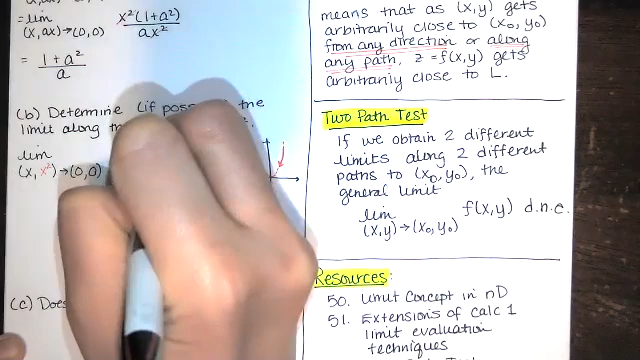 = lim x²(1+a²)
(x,ax)→(0,0) ax²
= 1+a²
a
(b) Determine (if the
limit along
lim
(x, x²)→(0,0)
(c) Does
means that as (x,y) gets
arbitrarily close to (x₀, y₀)
from any direction or along
any path, z = f(x,y) gets
arbitrarily close to L.
Two Path Test
If we obtain 2 different
limits along 2 different
paths to (x₀, y₀), the
general limit
lim f(x,y) d.n.e.
(x,y)→(x₀, y₀)
Resources:
50. Limit Concept in nD
51. Extensions of calc 1
limit evaluation
techniques